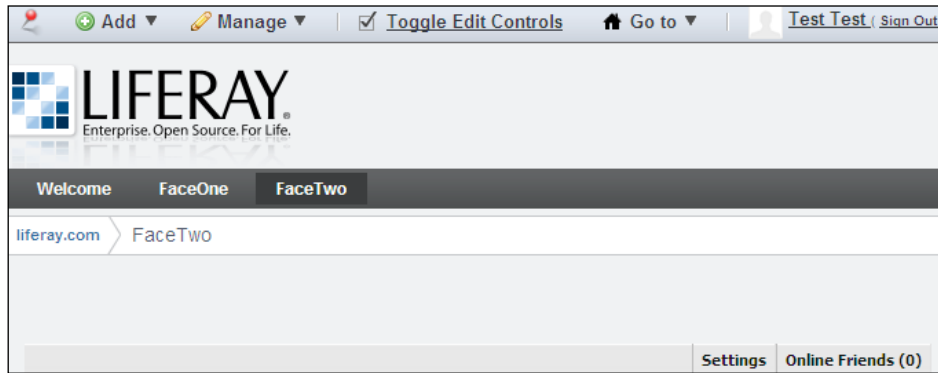 Add Manage Toggle Edit Controls Go to Test Test ( Sign Out
LIFERAY.
Enterprise. Open Source. For Life.
Welcome FaceOne FaceTwo
liferay.com FaceTwo
Settings Online Friends (0)